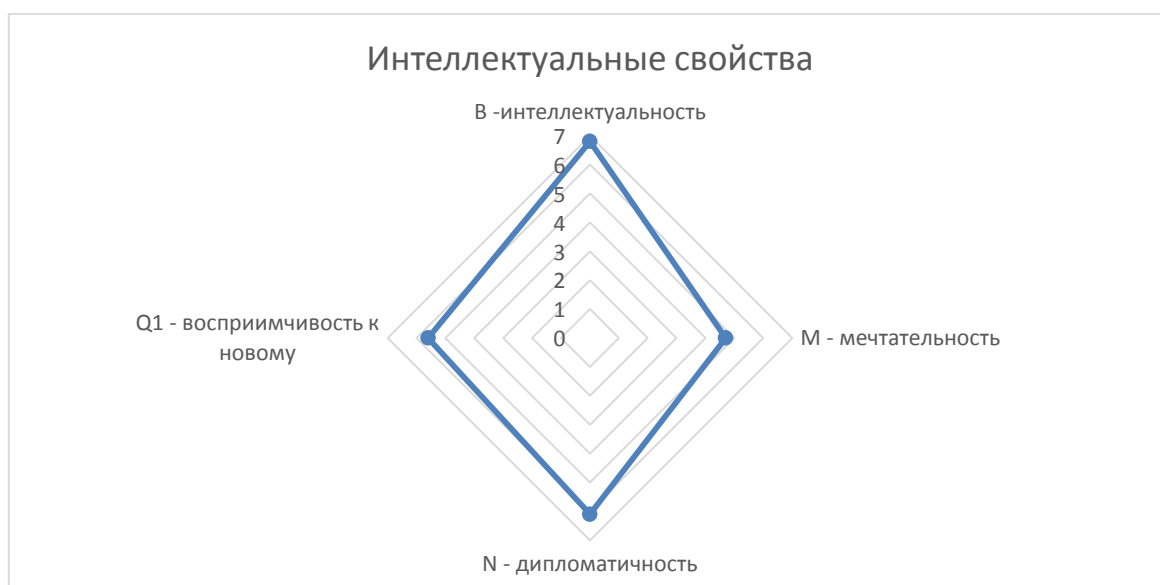 Интеллектуальные свойства
В -интеллектуальность
7
6
5
4
3
2
1
0
Q1 - восприимчивость к
новому
М - мечтательность
N - дипломатичность